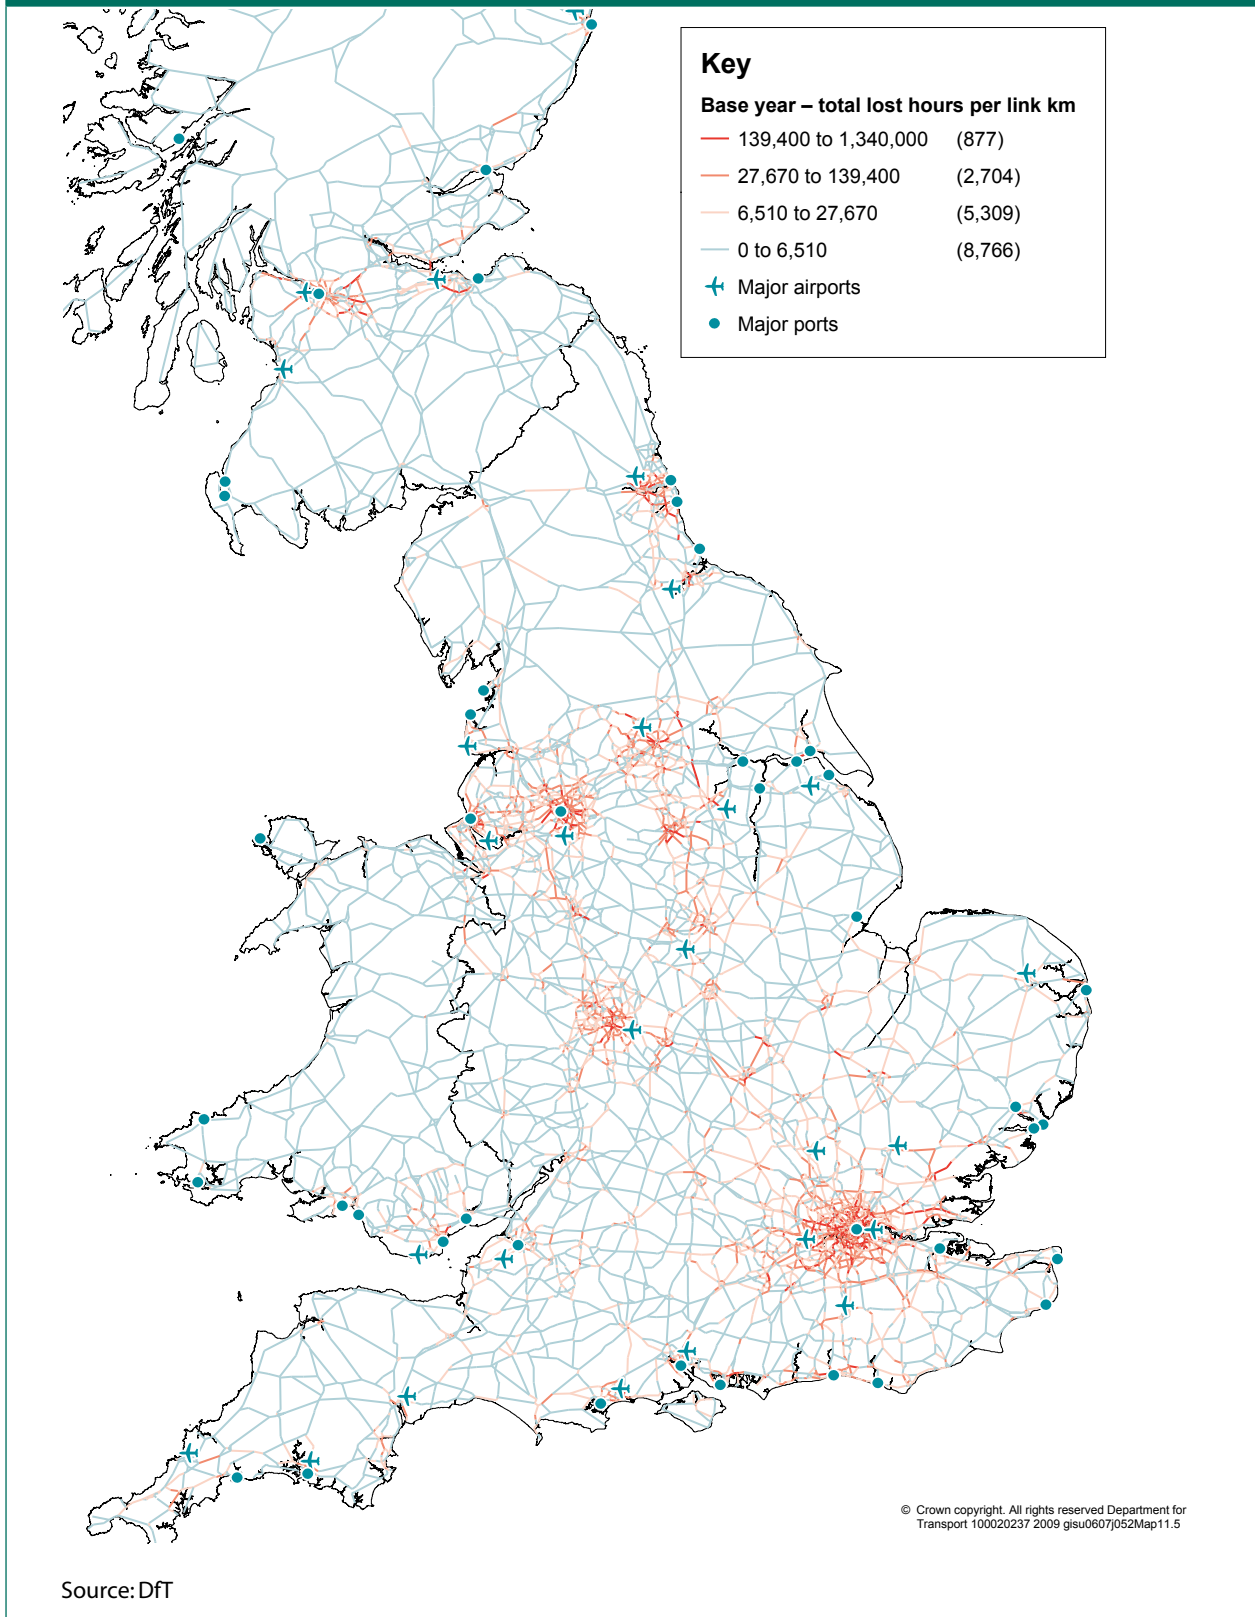 Key
Base year – total lost hours per link km
139,400 to 1,340,000 (877)
27,670 to 139,400 (2,704)
6,510 to 27,670 (5,309)
0 to 6,510 (8,766)
Major airports
Major ports
© Crown copyright. All rights reserved Department for
Transport 100020237 2009 gisu0607j052Map11.5
Source: DfT